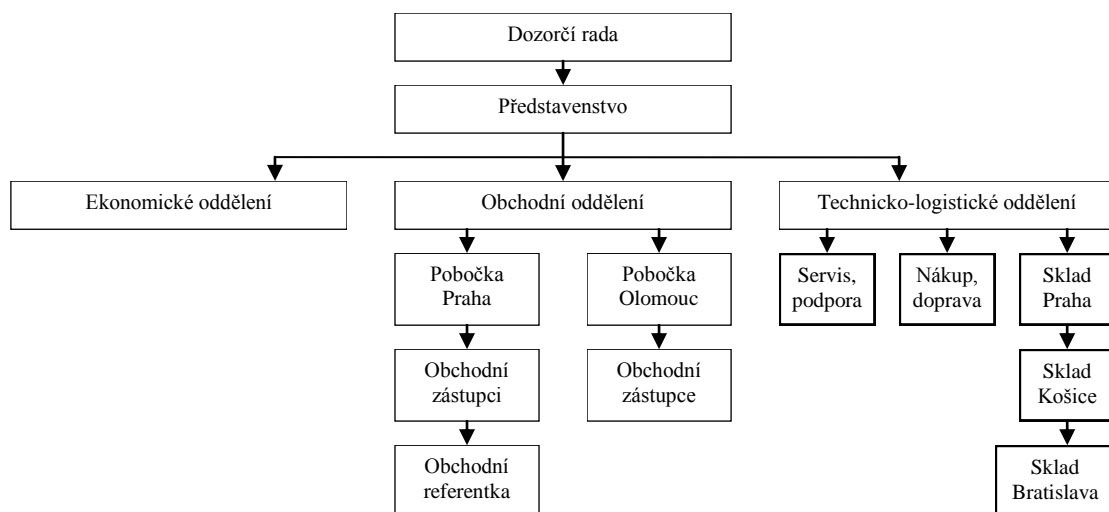 Dozorčí rada
Představenstvo
Ekonomické oddělení
Obchodní oddělení
Technicko-logistické oddělení
Pobočka
Praha
Pobočka
Olomouc
Servis,
podpora
Nákup,
doprava
Sklad
Praha
Obchodní
zástupci
Obchodní
zástupce
Sklad
Košice
Obchodní
referentka
Sklad
Bratislava